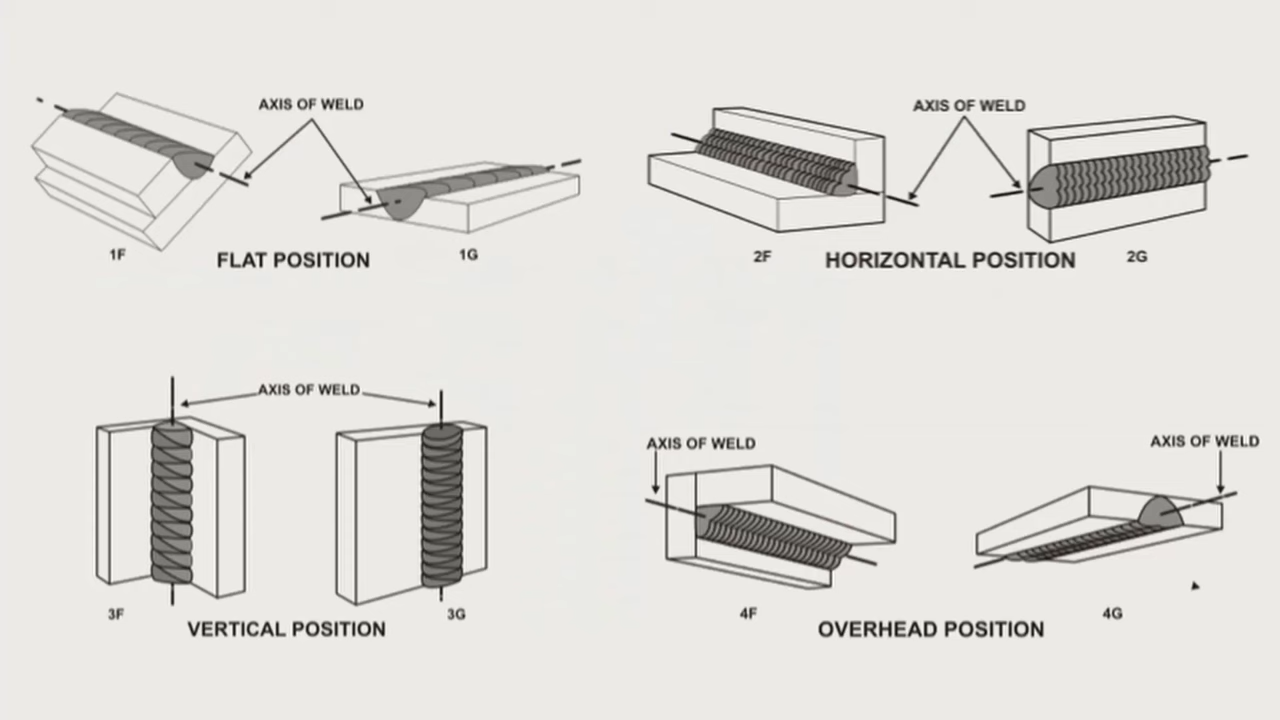 AXIS OF WELD
1F
FLAT POSITION
1G
AXIS OF WELD
2F
HORIZONTAL POSITION
2G
AXIS OF WELD
3F
VERTICAL POSITION
3G
AXIS OF WELD
AXIS OF WELD
4F
OVERHEAD POSITION
4G